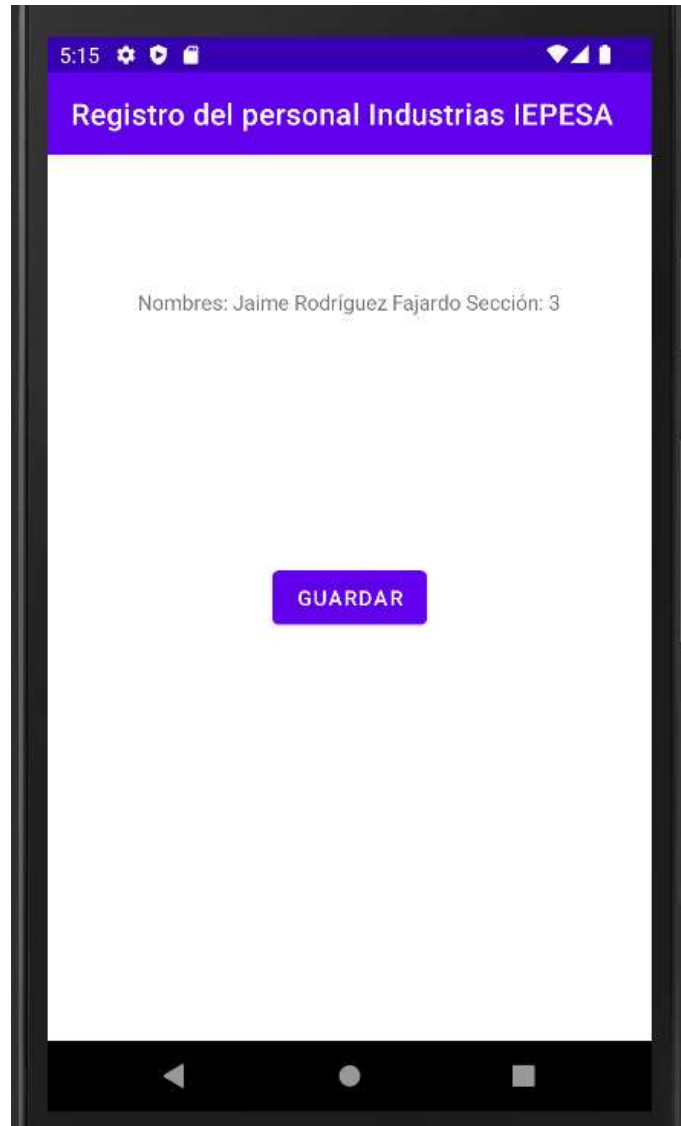 5:15
Registro del personal Industrias IEPESA
Nombres: Jaime Rodríguez Fajardo Sección: 3
GUARDAR